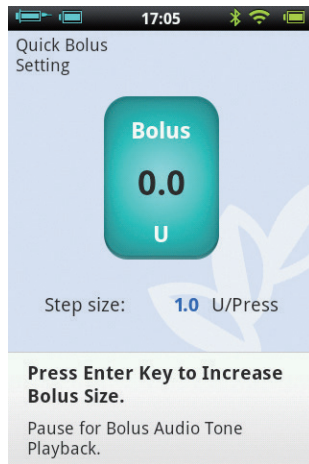 17:05
Quick Bolus
Setting
Bolus
0.0
U
Step size: 1.0 U/Press
Press Enter Key to Increase
Bolus Size.
Pause for Bolus Audio Tone
Playback.